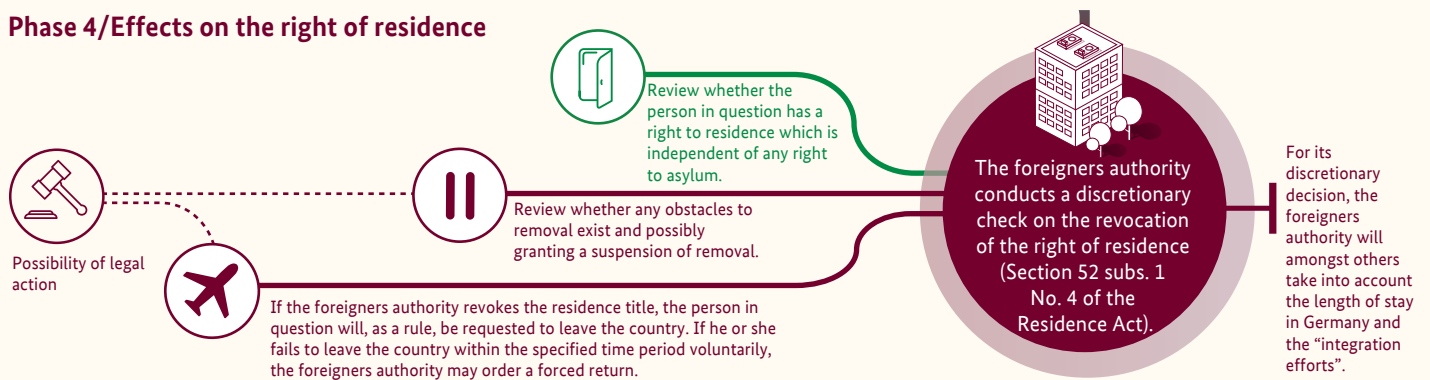 Phase 4/Effects on the right of residence
Review whether the
person in question has a
right to residence which is
independent of any right
to asylum.
The foreigners authority
conducts a discretionary
check on the revocation
of the right of residence
(Section 52 subs. 1
No. 4 of the
Residence Act).
For its
discretionary
decision, the
foreigners
authority will
amongst others
take into account
the length of stay
in Germany and
the “integration
efforts”.
Review whether any obstacles to
removal exist and possibly
granting a suspension of removal.
Possibility of legal
action
If the foreigners authority revokes the residence title, the person in
question will, as a rule, be requested to leave the country. If he or she
fails to leave the country within the specified time period voluntarily,
the foreigners authority may order a forced return.